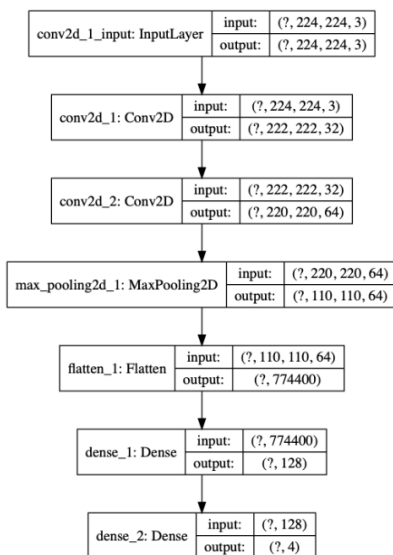 conv2d_1_input: InputLayer input: (?, 224, 224, 3)
output: (?, 224, 224, 3)
conv2d_1: Conv2D input: (?, 224, 224, 3)
output: (?, 222, 222, 32)
conv2d_2: Conv2D input: (?, 222, 222, 32)
output: (?, 220, 220, 64)
max_pooling2d_1: MaxPooling2D input: (?, 220, 220, 64)
output: (?, 110, 110, 64)
flatten_1: Flatten input: (?, 110, 110, 64)
output: (?, 774400)
dense_1: Dense input: (?, 774400)
output: (?, 128)
dense_2: Dense input: (?, 128)
output: (?, 4)